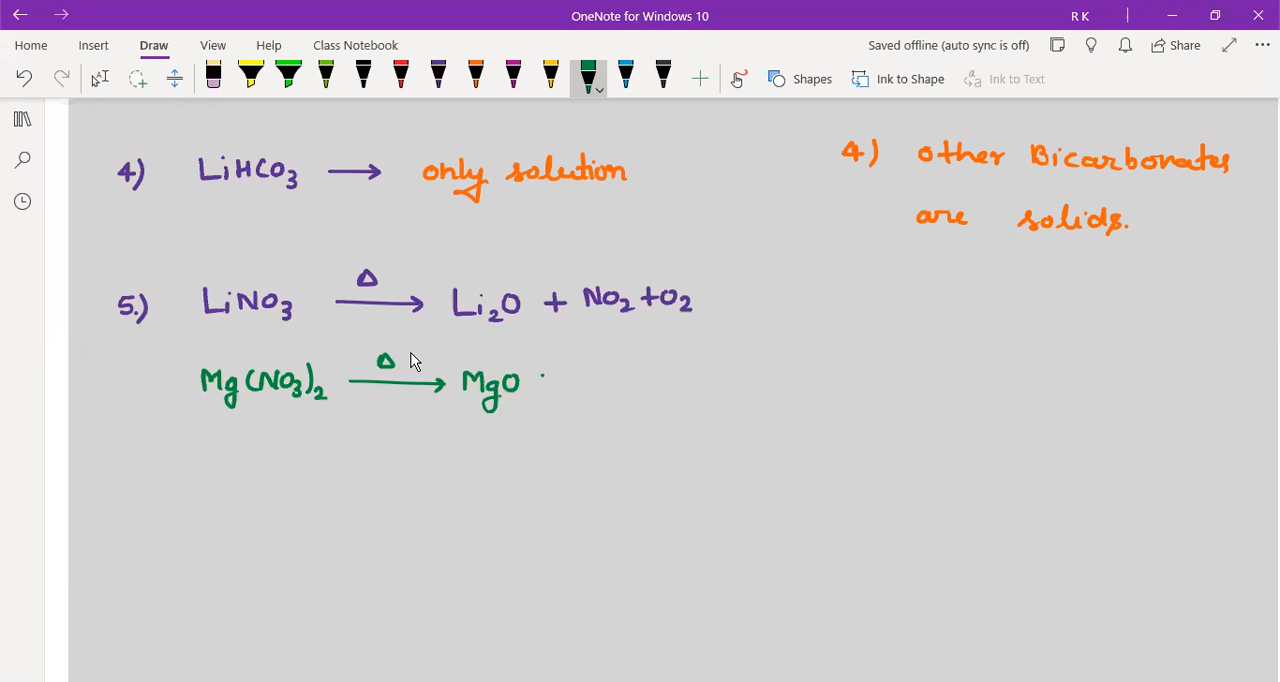 OneNote for Windows 10
R K
Home Insert Draw View Help Class Notebook
Saved offline (auto sync is off)
Share
Shapes
Ink to Shape
Ink to Text
4) LiHCO3 → only solution
4) other Bicarbonates
are solids.
5.) LiNO3 Δ → Li2O + NO2 + O2
Mg(NO3)2 Δ → MgO